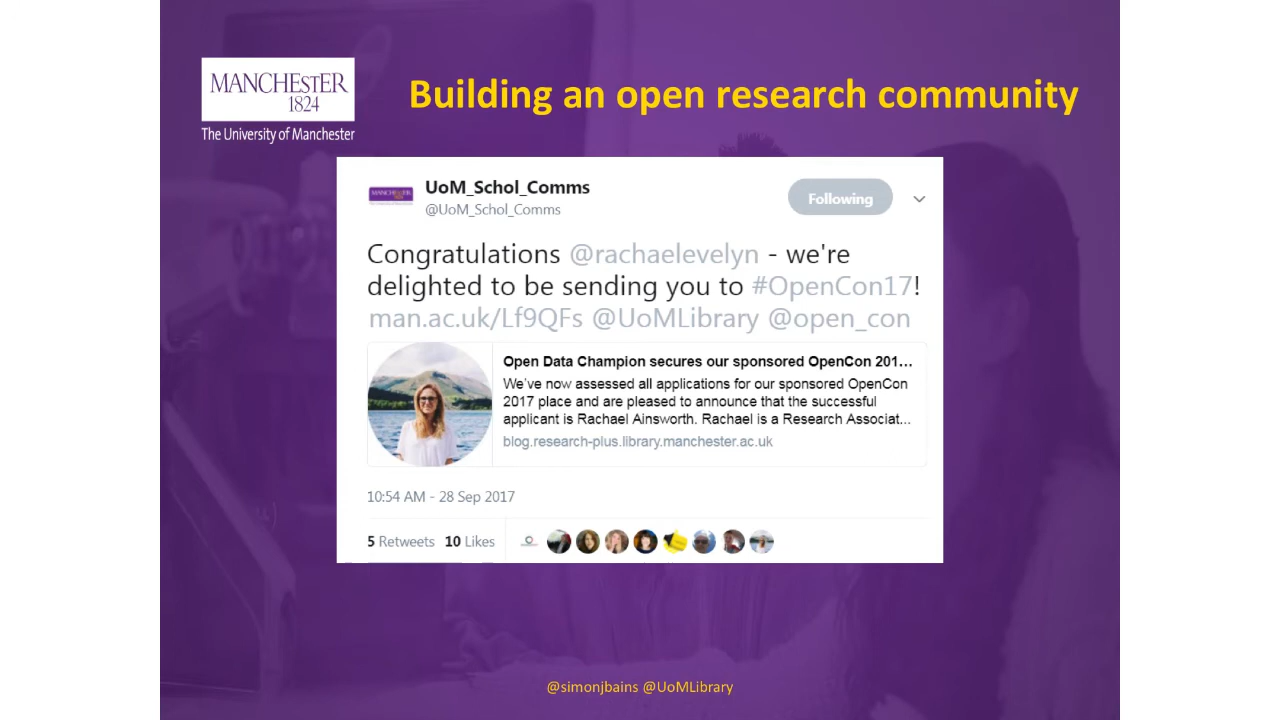 MANCHESTER
1824
The University of Manchester
Building an open research community
UoM_Schol_Comms
@UoM_Schol_Comms
Following
Congratulations @rachaelevelyn - we're
delighted to be sending you to #OpenCon17!
man.ac.uk/Lf9QFs @UoMLibrary @open_con
Open Data Champion secures our sponsored OpenCon 201...
We've now assessed all applications for our sponsored OpenCon
2017 place and are pleased to announce that the successful
applicant is Rachael Ainsworth. Rachael is a Research Associat...
blog.research-plus.library.manchester.ac.uk
10:54 AM - 28 Sep 2017
5 Retweets 10 Likes
@simonjbains @UoMLibrary